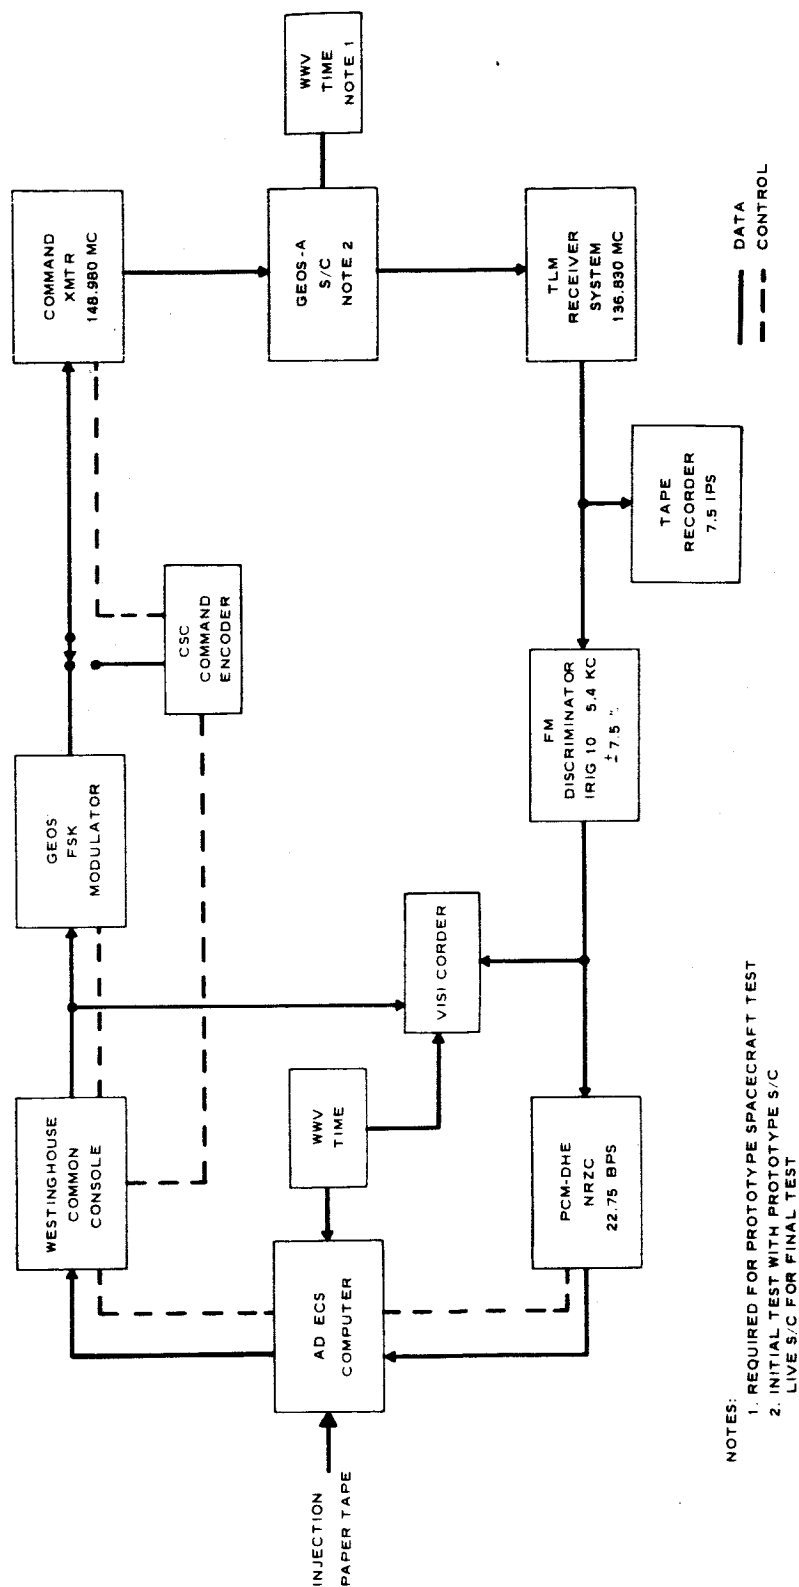 WESTINGHOUSE
COMMON
CONSOLE
GEOS
FSK
MODULATOR
COMMAND
XMTR
148.980 MC
CSC
COMMAND
ENCODER
INJECTION
PAPER TAPE
AD ECS
COMPUTER
WWV
TIME
VISI CORDER
GEOS-A
S/C
NOTE 2
WWV
TIME
NOTE 1
PCM-DHE
NRZC
22.75 BPS
FM
DISCRIMINATOR
IRIG 10 5.4 KC
±7.5
TAPE
RECORDER
7.5 IPS
TLM
RECEIVER
SYSTEM
136.830 MC
DATA
CONTROL
NOTES:
1. REQUIRED FOR PROTOTYPE SPACECRAFT TEST
2. INITIAL TEST WITH PROTOTYPE S/C
LIVE S/C FOR FINAL TEST